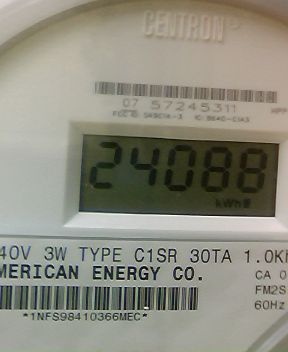 CENTRON®
07 57245311
24088
kWh
40V 3W TYPE C1SR 30TA 1.0Kh
MERICAN ENERGY CO.
CA 0
FM2S
60Hz
*1NFS98410366MEC*